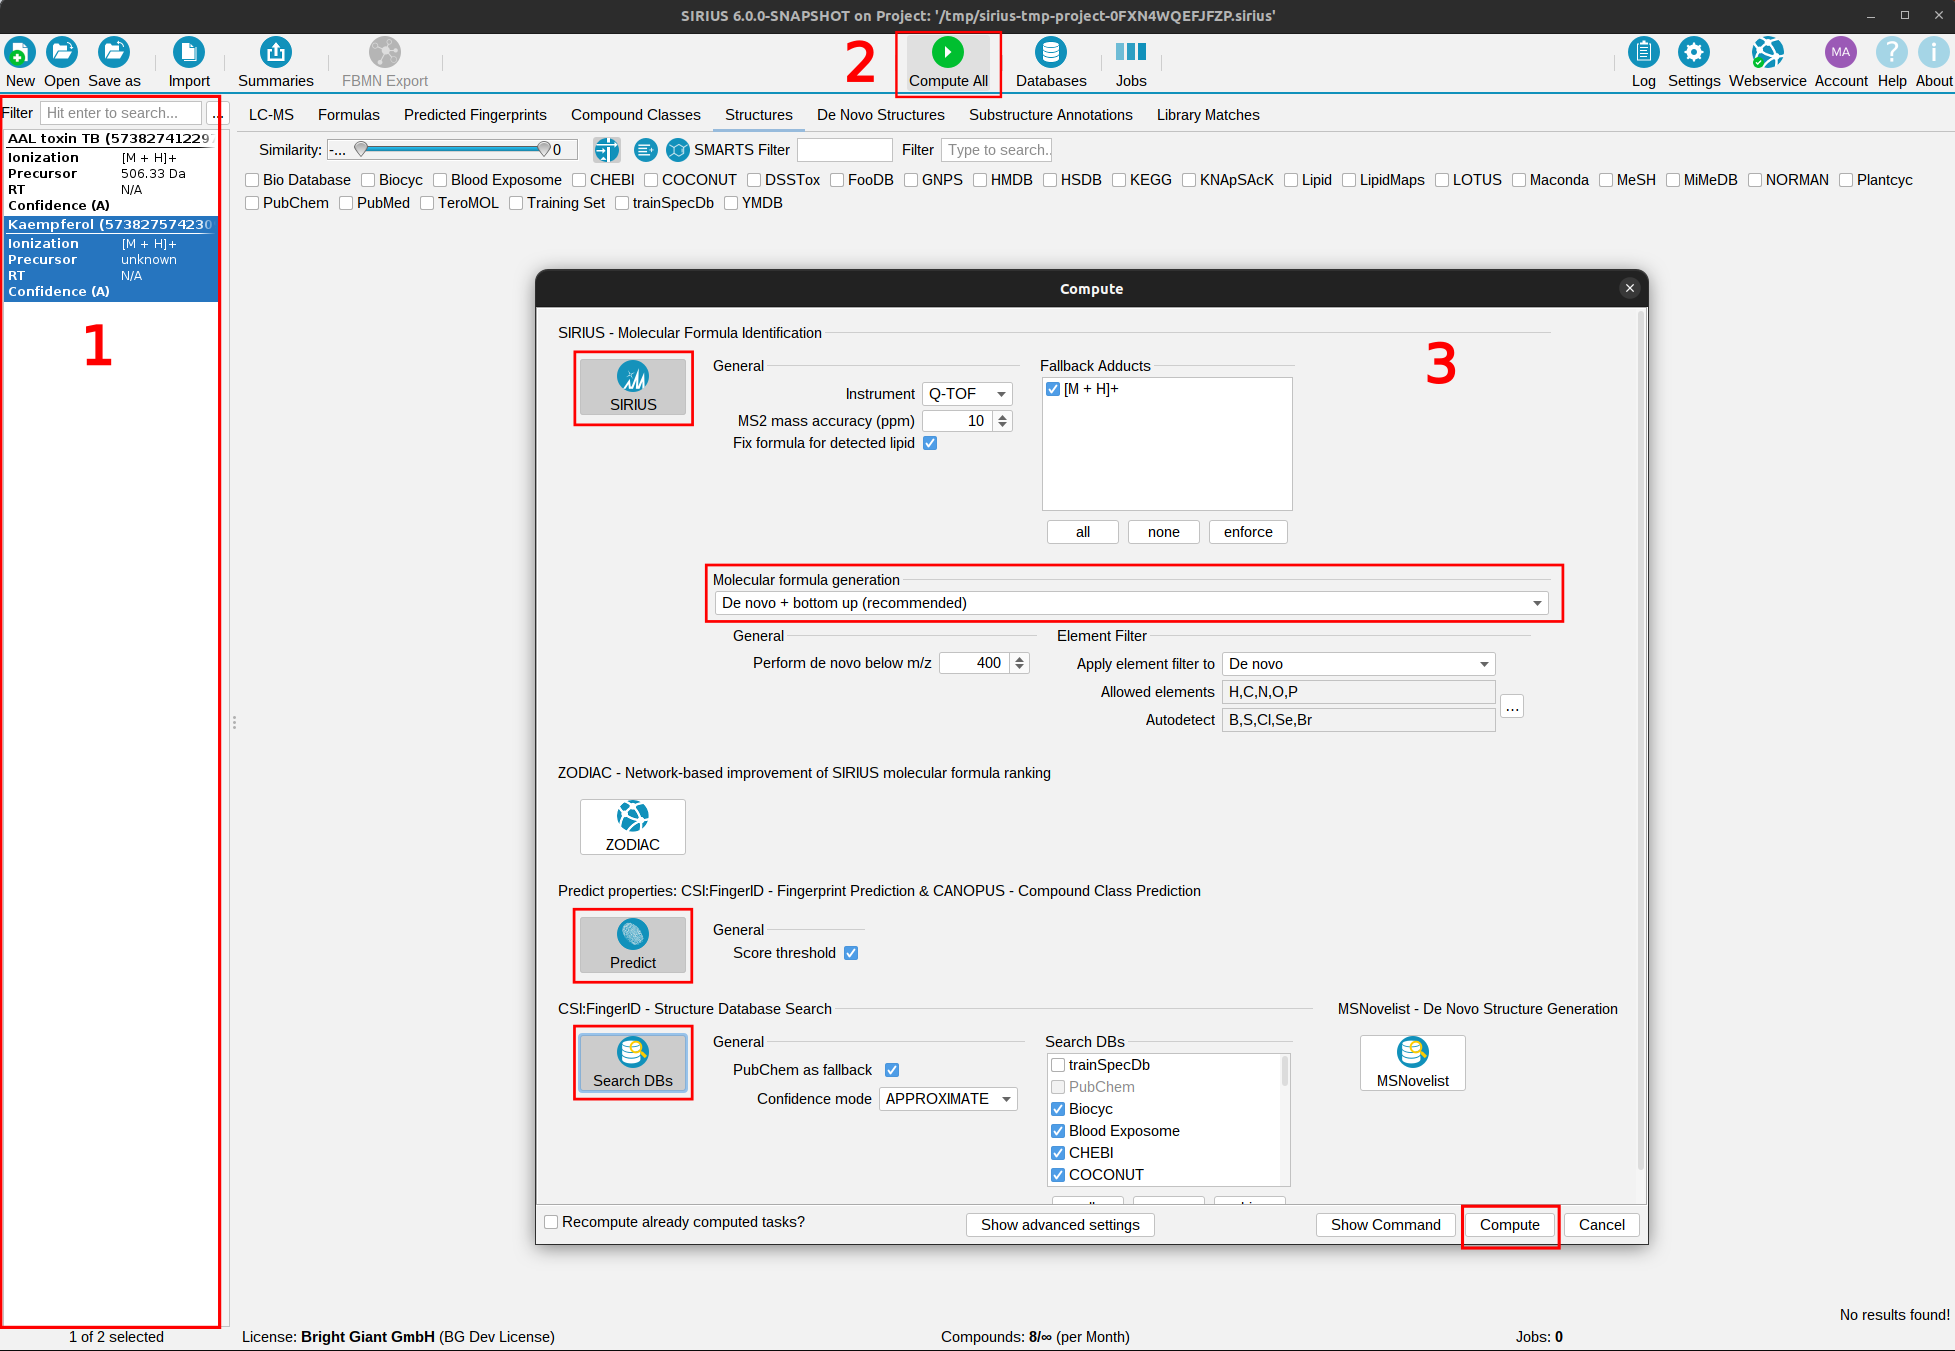 SIRIUS 6.0.0-SNAPSHOT on Project: '/tmp/sirius-tmp-project-0FXN4WQEFJFZP.sirius'
New Open Save as Import Summaries FBMN Export 2 Compute All Databases Jobs Log Settings Webservice MA Account Help About
Filter Hit enter to search... ...
LC-MS Formulas Predicted Fingerprints Compound Classes Structures De Novo Structures Substructure Annotations Library Matches
AAL toxin TB (573827412297
Ionization [M + H]+
Precursor 506.33 Da
RT N/A
Confidence (A)
Kaempferol (573827574230
Ionization [M + H]+
Precursor unknown
RT N/A
Confidence (A)
1
Similarity: -... 0 SMARTS Filter Filter Type to search..
Bio Database Biocyc Blood Exposome CHEBI COCONUT DSSTox FooDB GNPS HMDB HSDB KEGG KNApSAcK Lipid LipidMaps LOTUS Maconda MeSH MiMeDB NORMAN Plantcyc
PubChem PubMed TeroMOL Training Set trainSpecDb YMDB
Compute
SIRIUS - Molecular Formula Identification
3
SIRIUS
General
Instrument Q-TOF
MS2 mass accuracy (ppm) 10
Fix formula for detected lipid
Fallback Adducts
[M + H]+
all none enforce
Molecular formula generation
De novo + bottom up (recommended)
General
Perform de novo below m/z 400
Element Filter
Apply element filter to De novo
Allowed elements H,C,N,O,P
Autodetect B,S,Cl,Se,Br
...
ZODIAC - Network-based improvement of SIRIUS molecular formula ranking
ZODIAC
Predict properties: CSI:FingerID - Fingerprint Prediction & CANOPUS - Compound Class Prediction
Predict
General
Score threshold
CSI:FingerID - Structure Database Search
Search DBs
General
PubChem as fallback
Confidence mode APPROXIMATE
Search DBs
trainSpecDb
PubChem
Biocyc
Blood Exposome
CHEBI
COCONUT
MSNovelist - De Novo Structure Generation
MSNovelist
Recompute already computed tasks? Show advanced settings Show Command Compute Cancel
No results found!
1 of 2 selected License: Bright Giant GmbH (BG Dev License) Compounds: 8/∞ (per Month) Jobs: 0